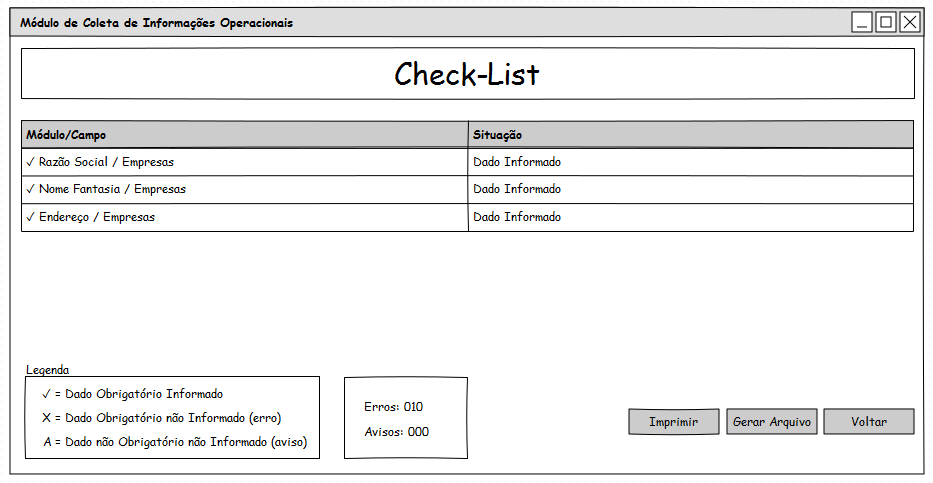 Módulo de Coleta de Informações Operacionais
Check-List
Módulo/Campo Situação
✓ Razão Social / Empresas Dado Informado
✓ Nome Fantasia / Empresas Dado Informado
✓ Endereço / Empresas Dado Informado
Legenda
✓ = Dado Obrigatório Informado
X = Dado Obrigatório não Informado (erro)
A = Dado não Obrigatório não Informado (aviso)
Erros: 010
Avisos: 000
Imprimir Gerar Arquivo Voltar